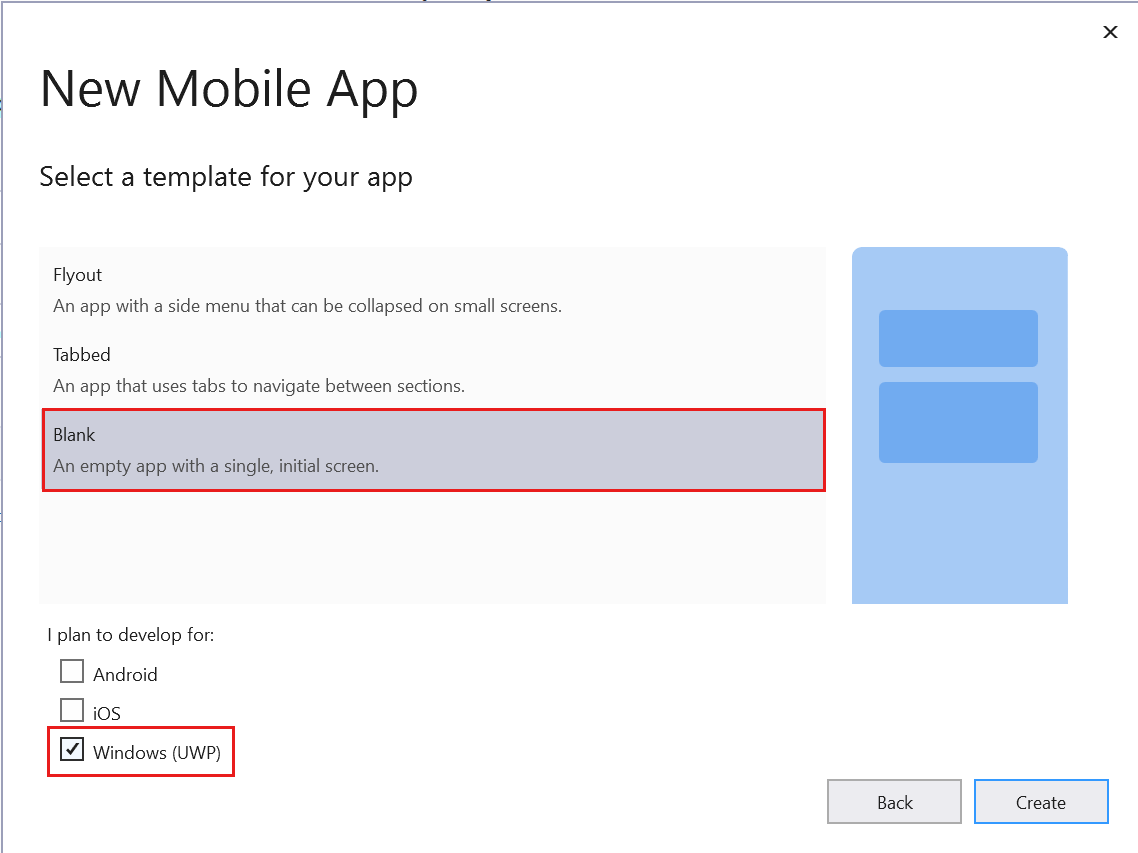 New Mobile App
Select a template for your app
Flyout
An app with a side menu that can be collapsed on small screens.
Tabbed
An app that uses tabs to navigate between sections.
Blank
An empty app with a single, initial screen.
I plan to develop for:
Android
iOS
Windows (UWP)
Back
Create